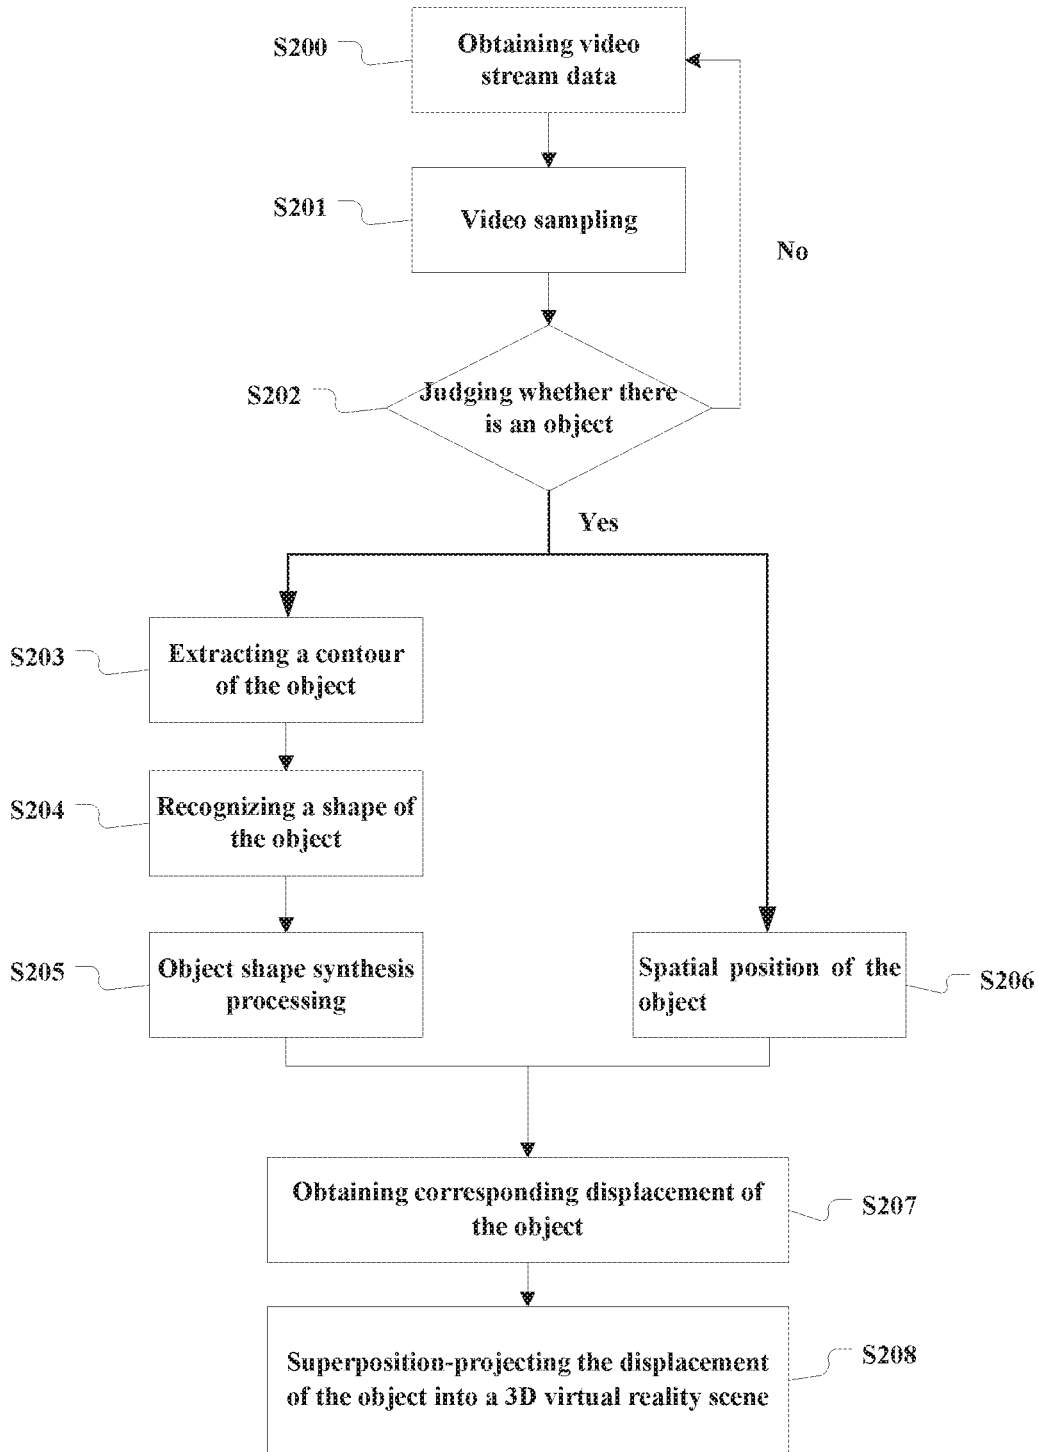 S200
Obtaining video
stream data
S201
Video sampling
No
S202
Judging whether there
is an object
Yes
S203
Extracting a contour
of the object
S204
Recognizing a shape of
the object
S205
Object shape synthesis
processing
Spatial position of the
object
S206
Obtaining corresponding displacement of
the object
S207
Superposition-projecting the displacement
of the object into a 3D virtual reality scene
S208